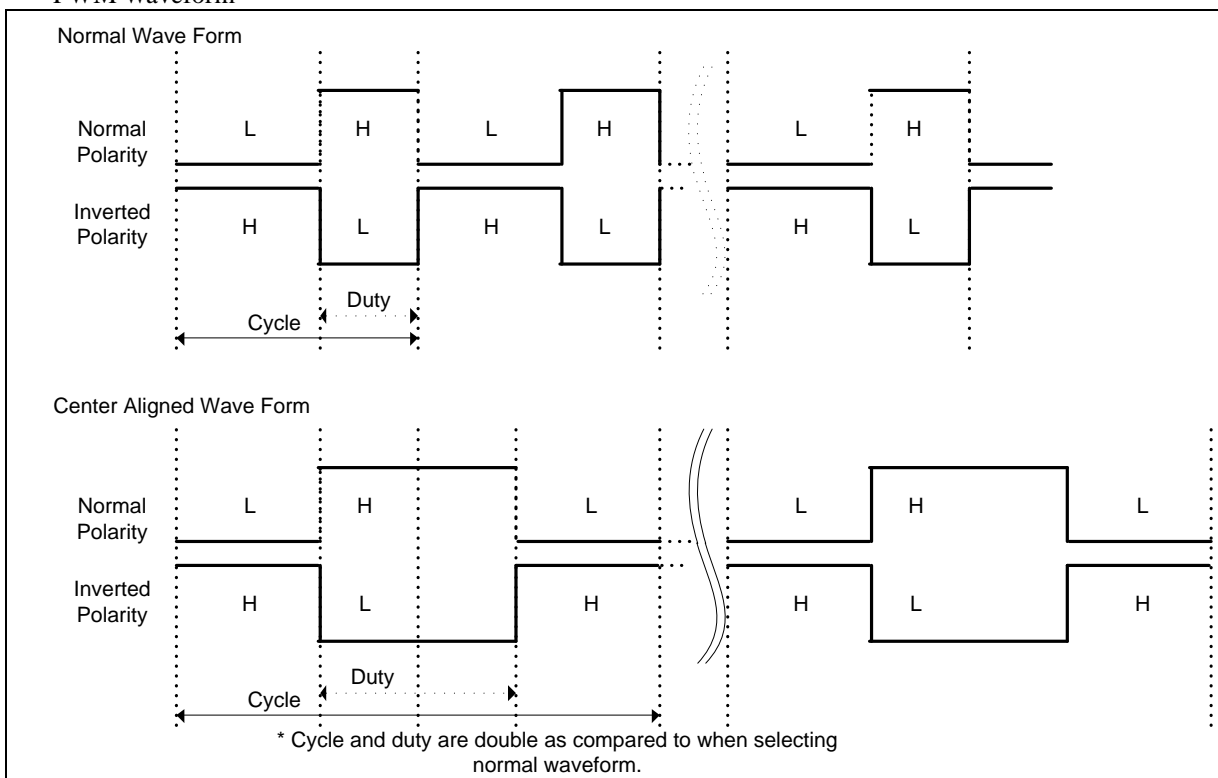 PWM Waveform
Normal Wave Form
Normal
Polarity
L H L H L H
Inverted
Polarity
H L H L H L
Duty
Cycle
Center Aligned Wave Form
Normal
Polarity
L H L L H L
Inverted
Polarity
H L H H L H
Duty
Cycle
* Cycle and duty are double as compared to when selecting
normal waveform.